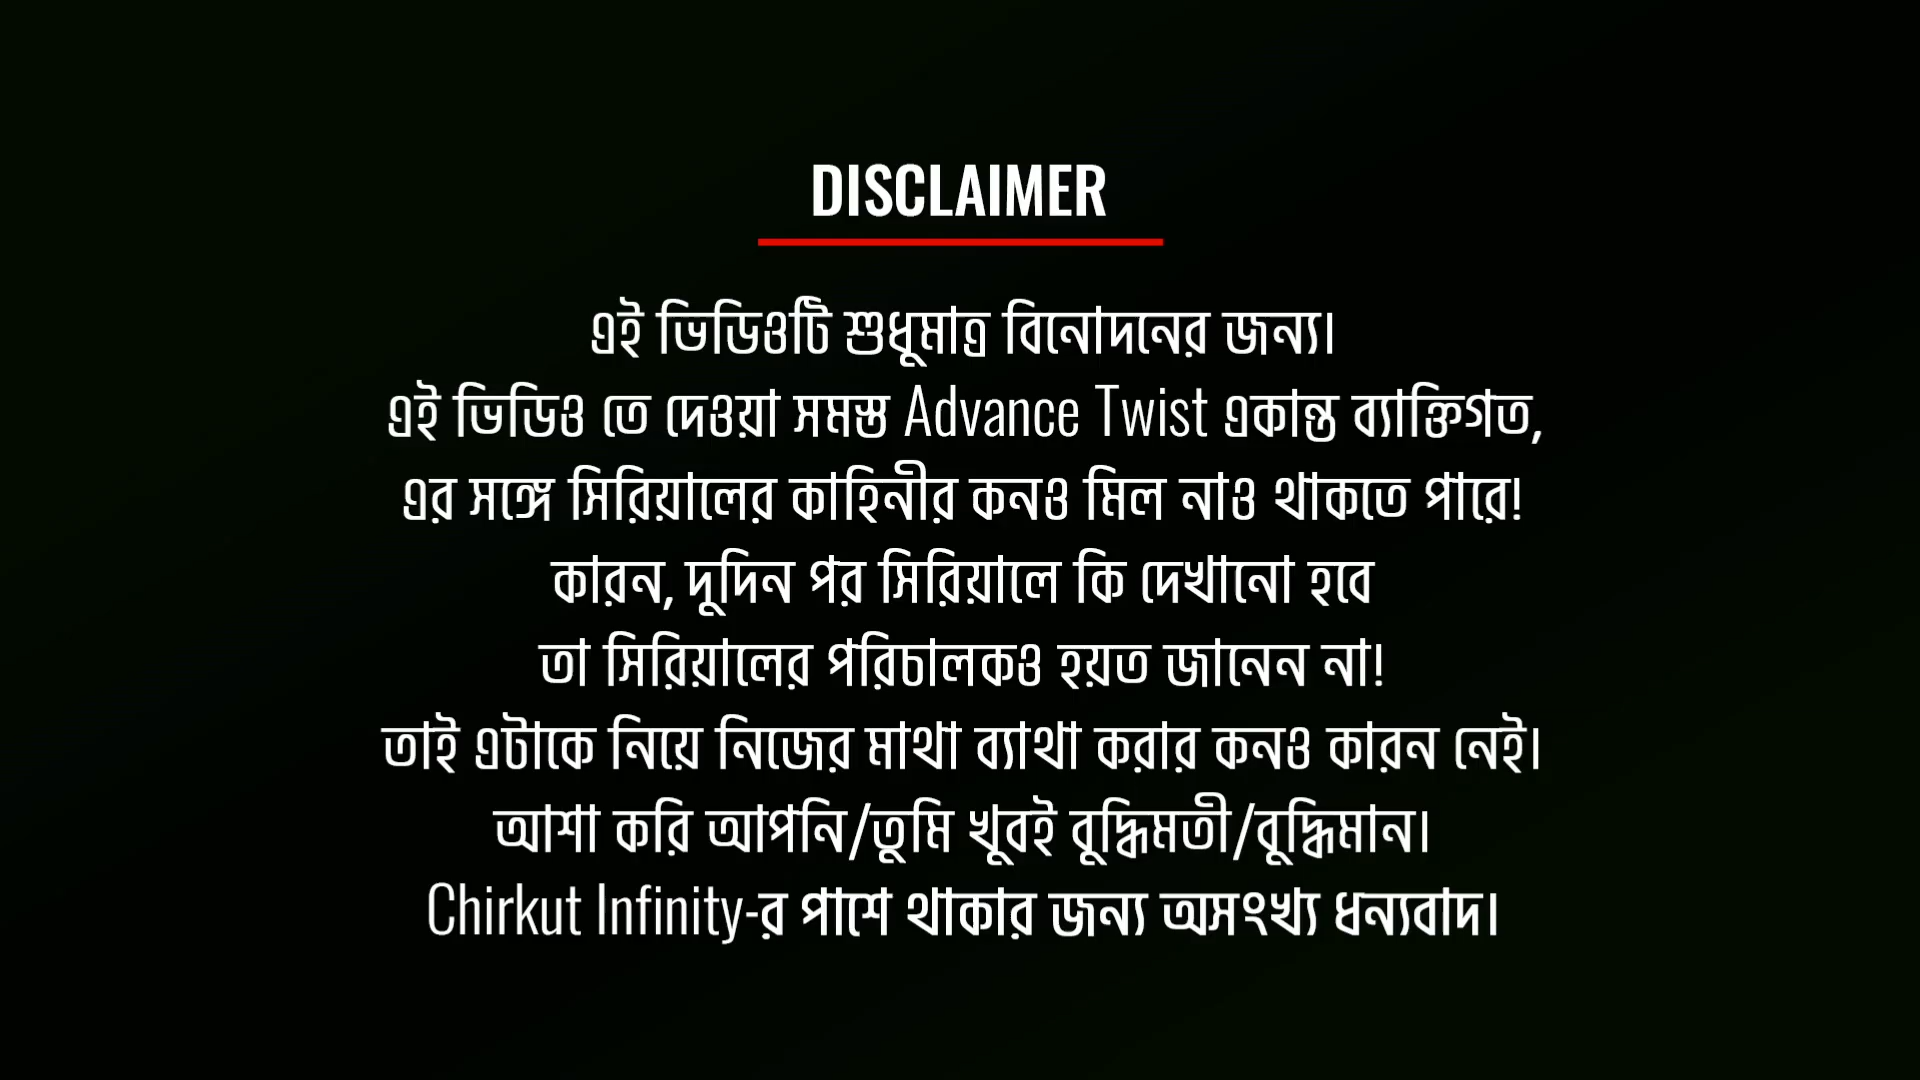 DISCLAIMER
এই ভিডিওটি শুধুমাত্র বিনোদনের জন্য।
এই ভিডিও তে দেওয়া সমস্ত Advance Twist একান্ত ব্যাক্তিগত,
এর সঙ্গে সিরিয়ালের কাহিনীর কনও মিল নাও থাকতে পারে!
কারন, দুদিন পর সিরিয়ালে কি দেখানো হবে
তা সিরিয়ালের পরিচালকও হয়ত জানেন না!
তাই এটাকে নিয়ে নিজের মাথা ব্যাথা করার কনও কারন নেই।
আশা করি আপনি/তুমি খুবই বুদ্ধিমতী/বুদ্ধিমান।
Chirkut Infinity-র পাশে থাকার জন্য অসংখ্য ধন্যবাদ।